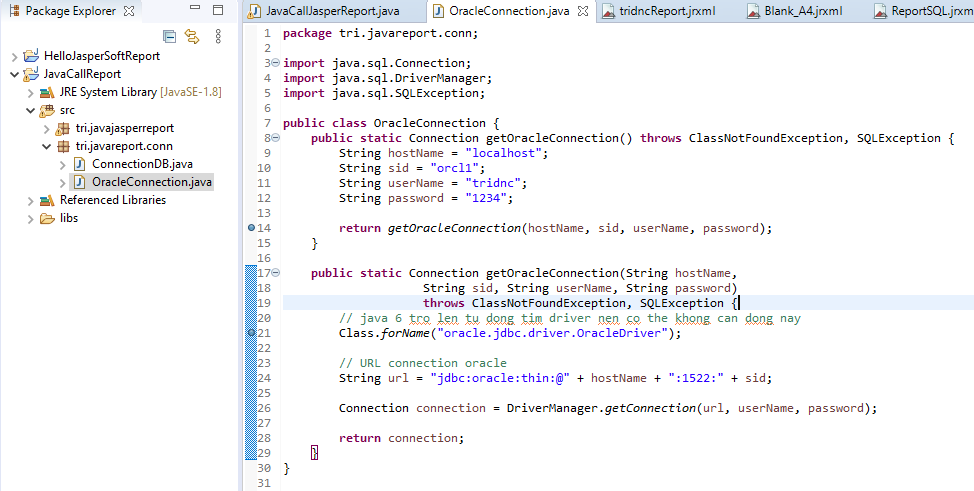 Package Explorer
HelloJasperSoftReport
JavaCallReport
JRE System Library [JavaSE-1.8]
src
tri.javajasperreport
tri.javareport.conn
ConnectionDB.java
OracleConnection.java
Referenced Libraries
libs
JavaCallJasperReport.java
OracleConnection.java
tridncReport.jrxml
Blank_A4.jrxml
ReportSQL.jrxm
1 package tri.javareport.conn;
2
3 import java.sql.Connection;
4 import java.sql.DriverManager;
5 import java.sql.SQLException;
6
7 public class OracleConnection {
8 public static Connection getOracleConnection() throws ClassNotFoundException, SQLException {
9 String hostName = "localhost";
10 String sid = "orcl1";
11 String userName = "tridnc";
12 String password = "1234";
13
14 return getOracleConnection(hostName, sid, userName, password);
15 }
16
17 public static Connection getOracleConnection(String hostName,
18 String sid, String userName, String password)
19 throws ClassNotFoundException, SQLException {
20 // java 6 tro len tu dong tim driver nen co the khong can dong nay
21 Class.forName("oracle.jdbc.driver.OracleDriver");
22
23 // URL connection oracle
24 String url = "jdbc:oracle:thin:@" + hostName + ":1522:" + sid;
25
26 Connection connection = DriverManager.getConnection(url, userName, password);
27
28 return connection;
29 }
30 }
31